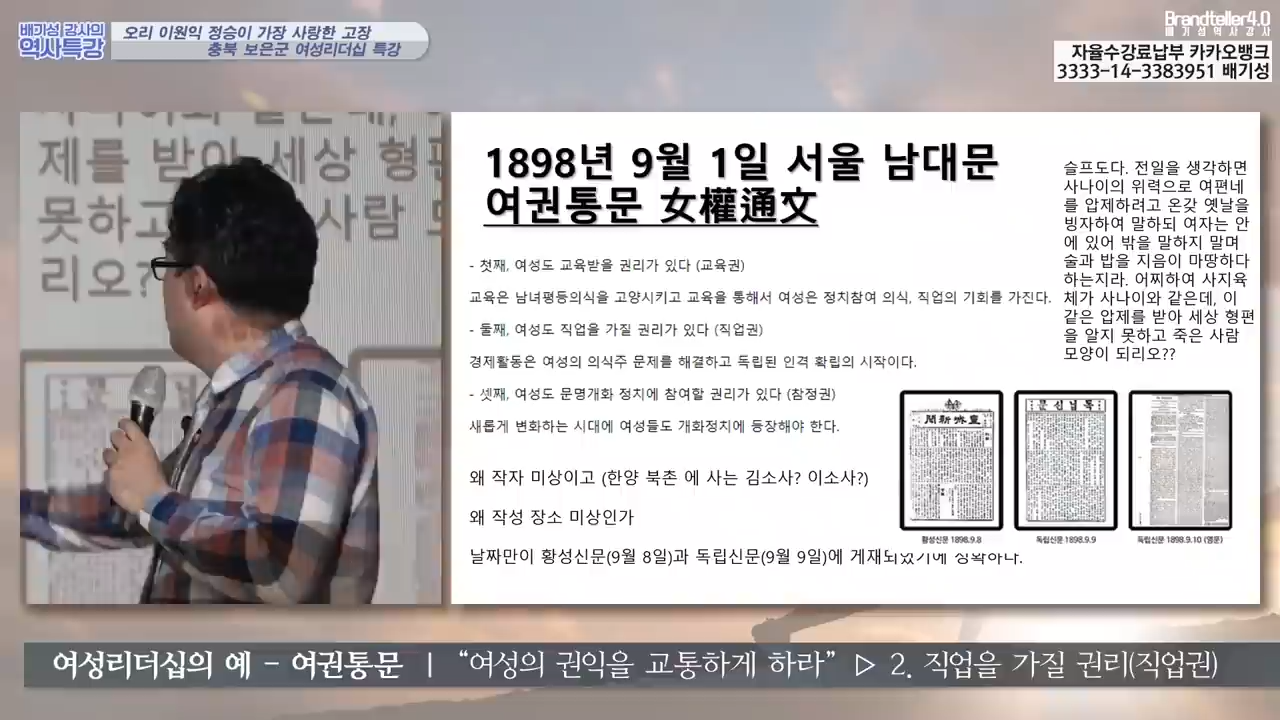 배기성 강사의
역사특강
오리 이원익 정승이 가장 사랑한 고장
충북 보은군 여성리더십 특강
Brandteller4.0
배기성역사강사
자율수강료납부 카카오뱅크
3333-14-3383951 배기성
제를 받아 세상 형편
못하고
사람
리오?
1898년 9월 1일 서울 남대문
여권통문 女權通文
- 첫째, 여성도 교육받을 권리가 있다 (교육권)
교육은 남녀평등의식을 고양시키고 교육을 통해서 여성은 정치참여 의식, 직업의 기회를 가진다.
- 둘째, 여성도 직업을 가질 권리가 있다 (직업권)
경제활동은 여성의 의식주 문제를 해결하고 독립된 인격 확립의 시작이다.
- 셋째, 여성도 문명개화 정치에 참여할 권리가 있다 (참정권)
새롭게 변화하는 시대에 여성들도 개화정치에 등장해야 한다.
왜 작자 미상이고 (한양 북촌 에 사는 김소사? 이소사?)
왜 작성 장소 미상인가
날짜만이 황성신문(9월 8일)과 독립신문(9월 9일)에 게재되었기에 정확하다.
슬프도다. 전일을 생각하면
사나이의 위력으로 여편네
를 압제하려고 온갖 옛날을
빙자하여 말하되 여자는 안
에 있어 밖을 말하지 말며
술과 밥을 지음이 마땅하다
하는지라. 어찌하여 사지육
체가 사나이와 같은데, 이
같은 압제를 받아 세상 형편
을 알지 못하고 죽은 사람
모양이 되리오??
聞新城皇
문신닙독
황성신문 1898.9.8
독립신문 1898.9.9
독립신문 1898.9.10 (영문)
여성리더십의 예 - 여권통문 | “여성의 권익을 교통하게 하라” ▷ 2. 직업을 가질 권리(직업권)